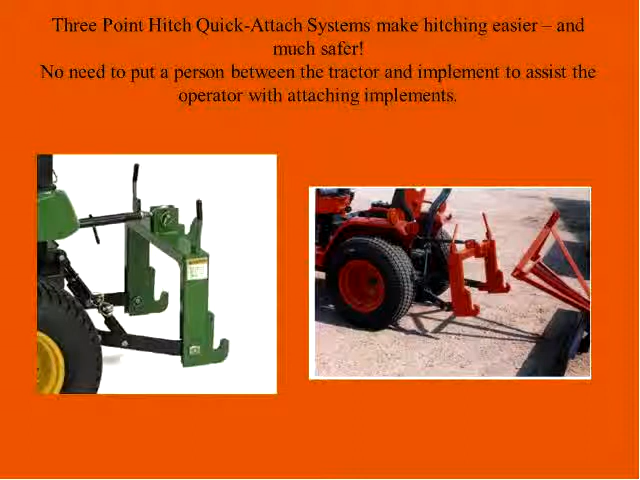 Three Point Hitch Quick-Attach Systems make hitching easier – and
much safer!
No need to put a person between the tractor and implement to assist the
operator with attaching implements.